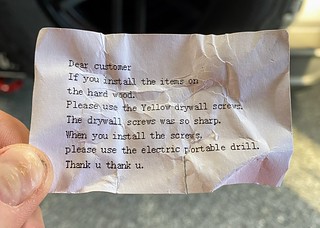 Dear customer
If you install the items on
the hard wood.
Please use the Yellow drywall screws.
The drywall screws was so sharp.
When you install the screws,
please use the electric portable drill.
Thank u thank u.